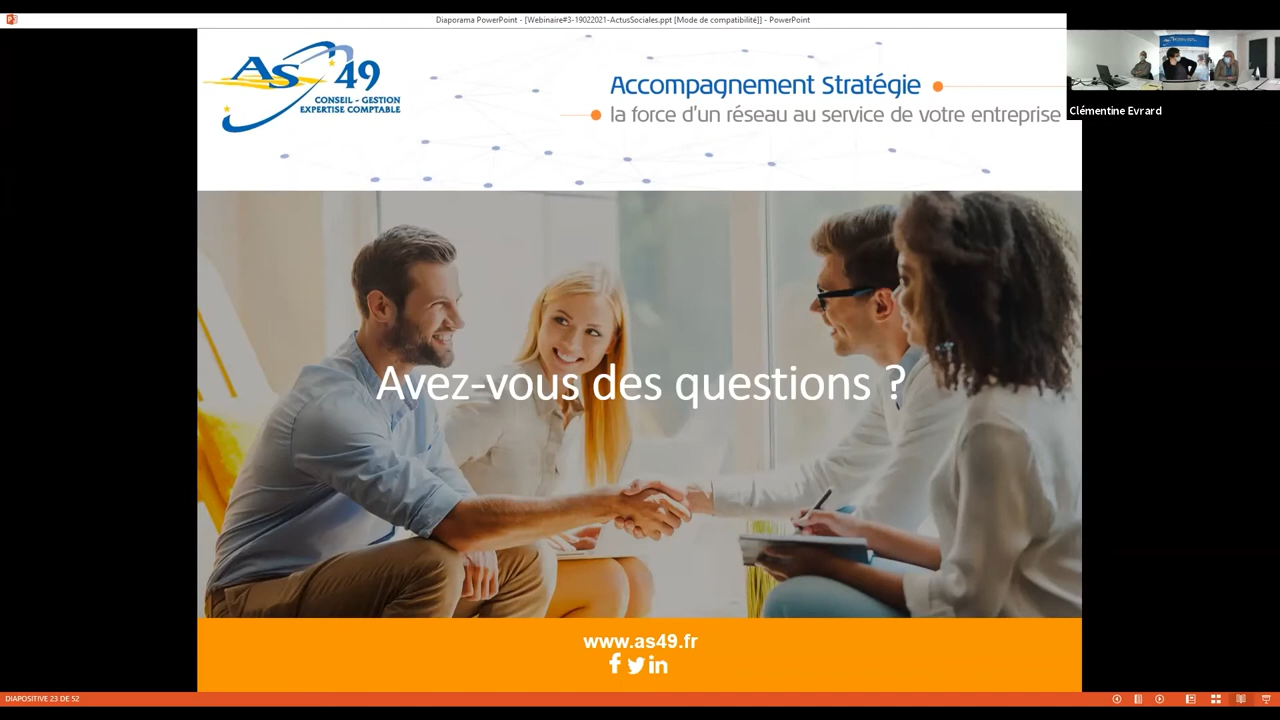 Diaporama PowerPoint - [Webinaire#3-19022021-ActusSociales.ppt [Mode de compatibilité]] - PowerPoint
AS 49
CONSEIL - GESTION
EXPERTISE COMPTABLE
Accompagnement Stratégie
la force d'un réseau au service de votre entreprise
Clémentine Evrard
Avez-vous des questions ?
www.as49.fr
DIAPOSITIVE 23 DE 52